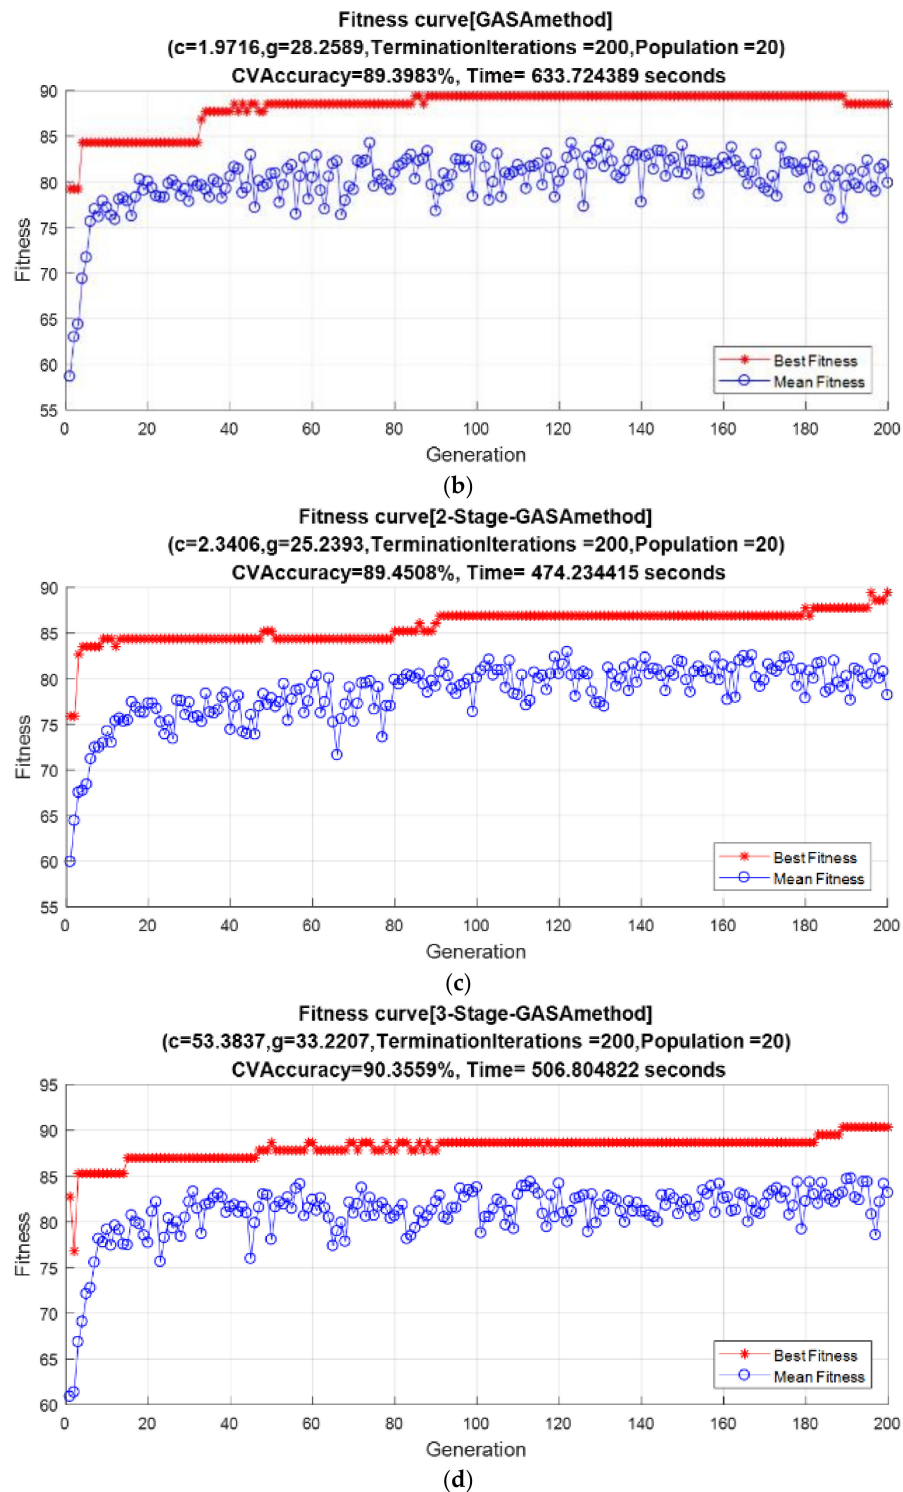 Fitness curve[GASAmethod]
(c=1.9716,g=28.2589,TerminationIterations =200,Population =20)
CVAccuracy=89.3983%, Time= 633.724389 seconds
90
85
80
75
70
65
60
55
Fitness
Best Fitness
Mean Fitness
0 20 40 60 80 100 120 140 160 180 200
Generation
(b)
Fitness curve[2-Stage-GASAmethod]
(c=2.3406,g=25.2393,TerminationIterations =200,Population =20)
CVAccuracy=89.4508%, Time= 474.234415 seconds
90
85
80
75
70
65
60
55
Fitness
Best Fitness
Mean Fitness
0 20 40 60 80 100 120 140 160 180 200
Generation
(c)
Fitness curve[3-Stage-GASAmethod]
(c=53.3837,g=33.2207,TerminationIterations =200,Population =20)
CVAccuracy=90.3559%, Time= 506.804822 seconds
95
90
85
80
75
70
65
60
Fitness
Best Fitness
Mean Fitness
0 20 40 60 80 100 120 140 160 180 200
Generation
(d)